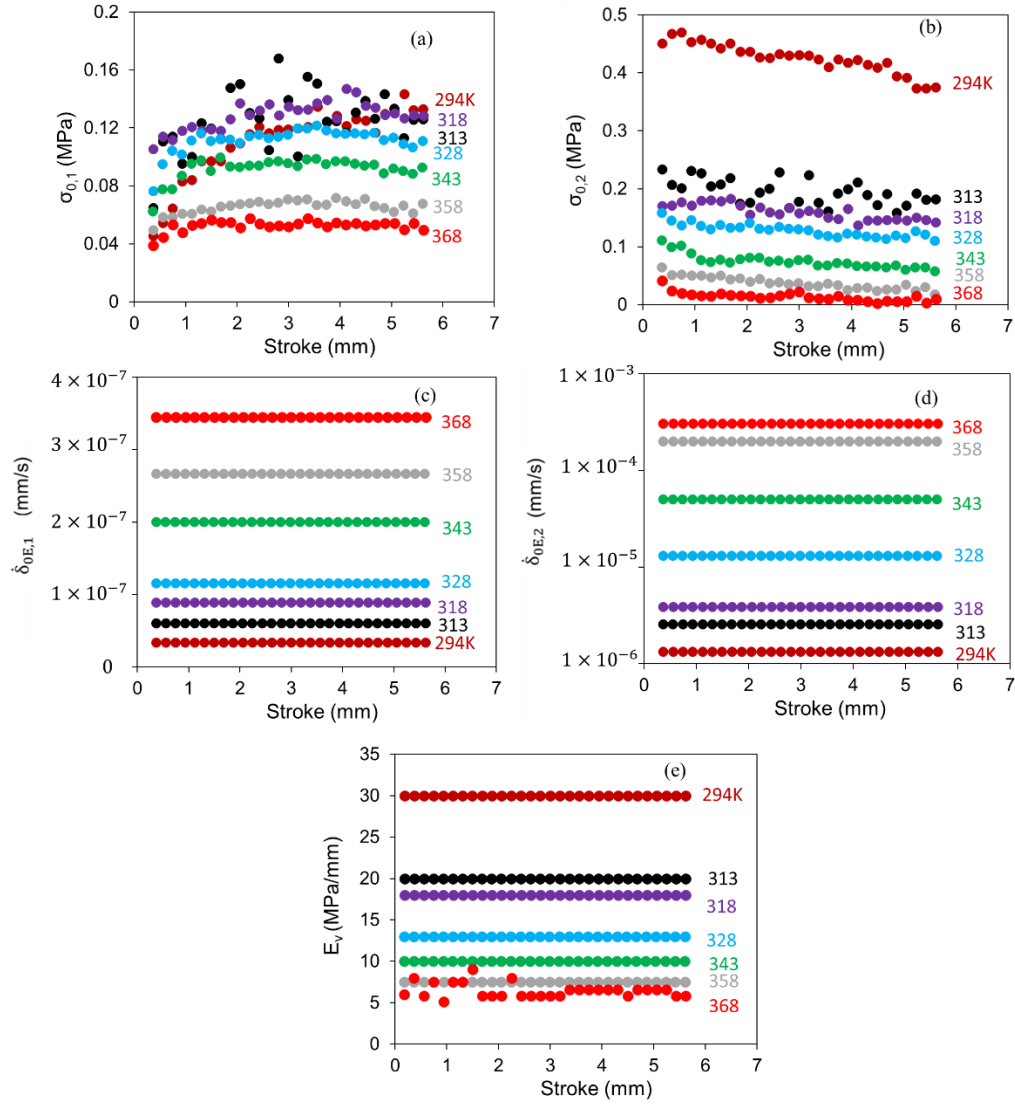 (a)
σ₀,₁ (MPa)
0.2
0.16
0.12
0.08
0.04
0
294K
318
313
328
343
358
368
0 1 2 3 4 5 6 7
Stroke (mm)
(b)
σ₀,₂ (MPa)
0.5
0.4
0.3
0.2
0.1
0
294K
313
318
328
343
358
368
0 1 2 3 4 5 6 7
Stroke (mm)
(c)
δ̇₀E,₁ (mm/s)
4 × 10⁻⁷
3 × 10⁻⁷
2 × 10⁻⁷
1 × 10⁻⁷
0
368
358
343
328
318
313
294K
0 1 2 3 4 5 6 7
Stroke (mm)
(d)
δ̇₀E,₂ (mm/s)
1 × 10⁻³
1 × 10⁻⁴
1 × 10⁻⁵
1 × 10⁻⁶
368
358
343
328
318
313
294K
0 1 2 3 4 5 6 7
Stroke (mm)
(e)
Eᵥ (MPa/mm)
35
30
25
20
15
10
5
0
294K
313
318
328
343
358
368
0 1 2 3 4 5 6 7
Stroke (mm)